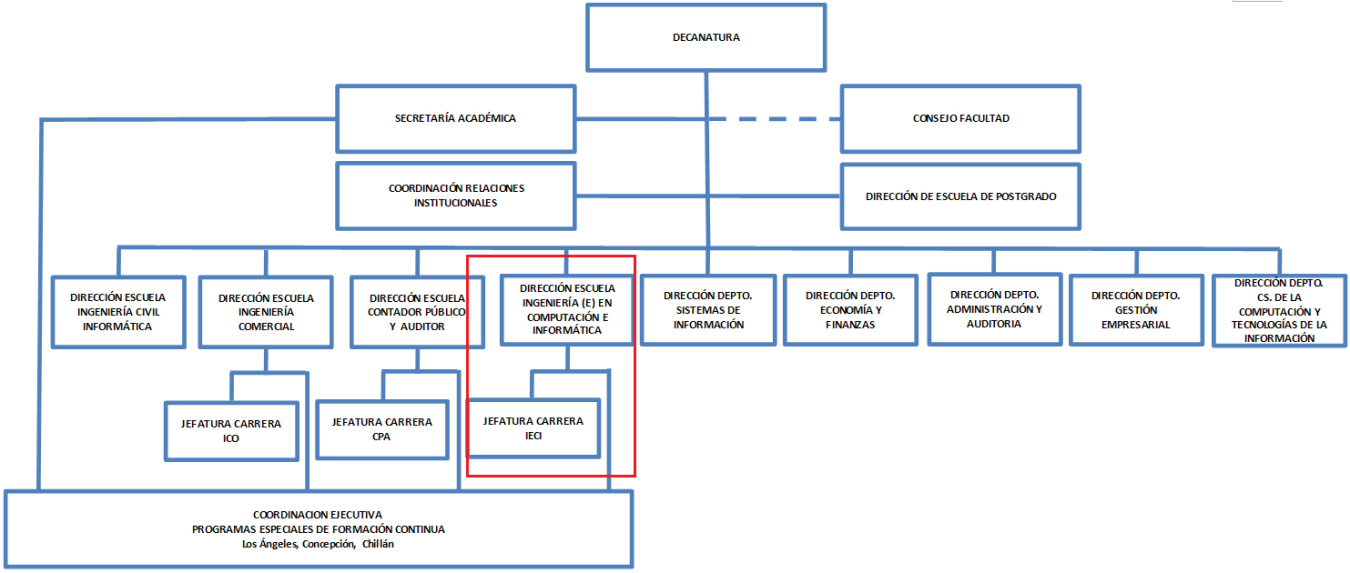 DECANATURA
SECRETARÍA ACADÉMICA
CONSEJO FACULTAD
COORDINACIÓN RELACIONES
INSTITUCIONALES
DIRECCIÓN DE ESCUELA DE POSTGRADO
DIRECCIÓN ESCUELA
INGENIERÍA CIVIL
INFORMÁTICA
DIRECCIÓN ESCUELA
INGENIERÍA
COMERCIAL
DIRECCIÓN ESCUELA
CONTADOR PÚBLICO
Y AUDITOR
DIRECCIÓN ESCUELA
INGENIERÍA (E) EN
COMPUTACIÓN E
INFORMÁTICA
DIRECCIÓN DEPTO.
SISTEMAS DE
INFORMACIÓN
DIRECCIÓN DEPTO.
ECONOMÍA Y
FINANZAS
DIRECCIÓN DEPTO.
ADMINISTRACIÓN Y
AUDITORIA
DIRECCIÓN DEPTO.
GESTIÓN
EMPRESARIAL
DIRECCIÓN DEPTO.
CS. DE LA
COMPUTACIÓN Y
TECNOLOGÍAS DE LA
INFORMACIÓN
JEFATURA CARRERA
ICO
JEFATURA CARRERA
CPA
JEFATURA CARRERA
IECI
COORDINACION EJECUTIVA
PROGRAMAS ESPECIALES DE FORMACIÓN CONTINUA
Los Ángeles, Concepción, Chillán